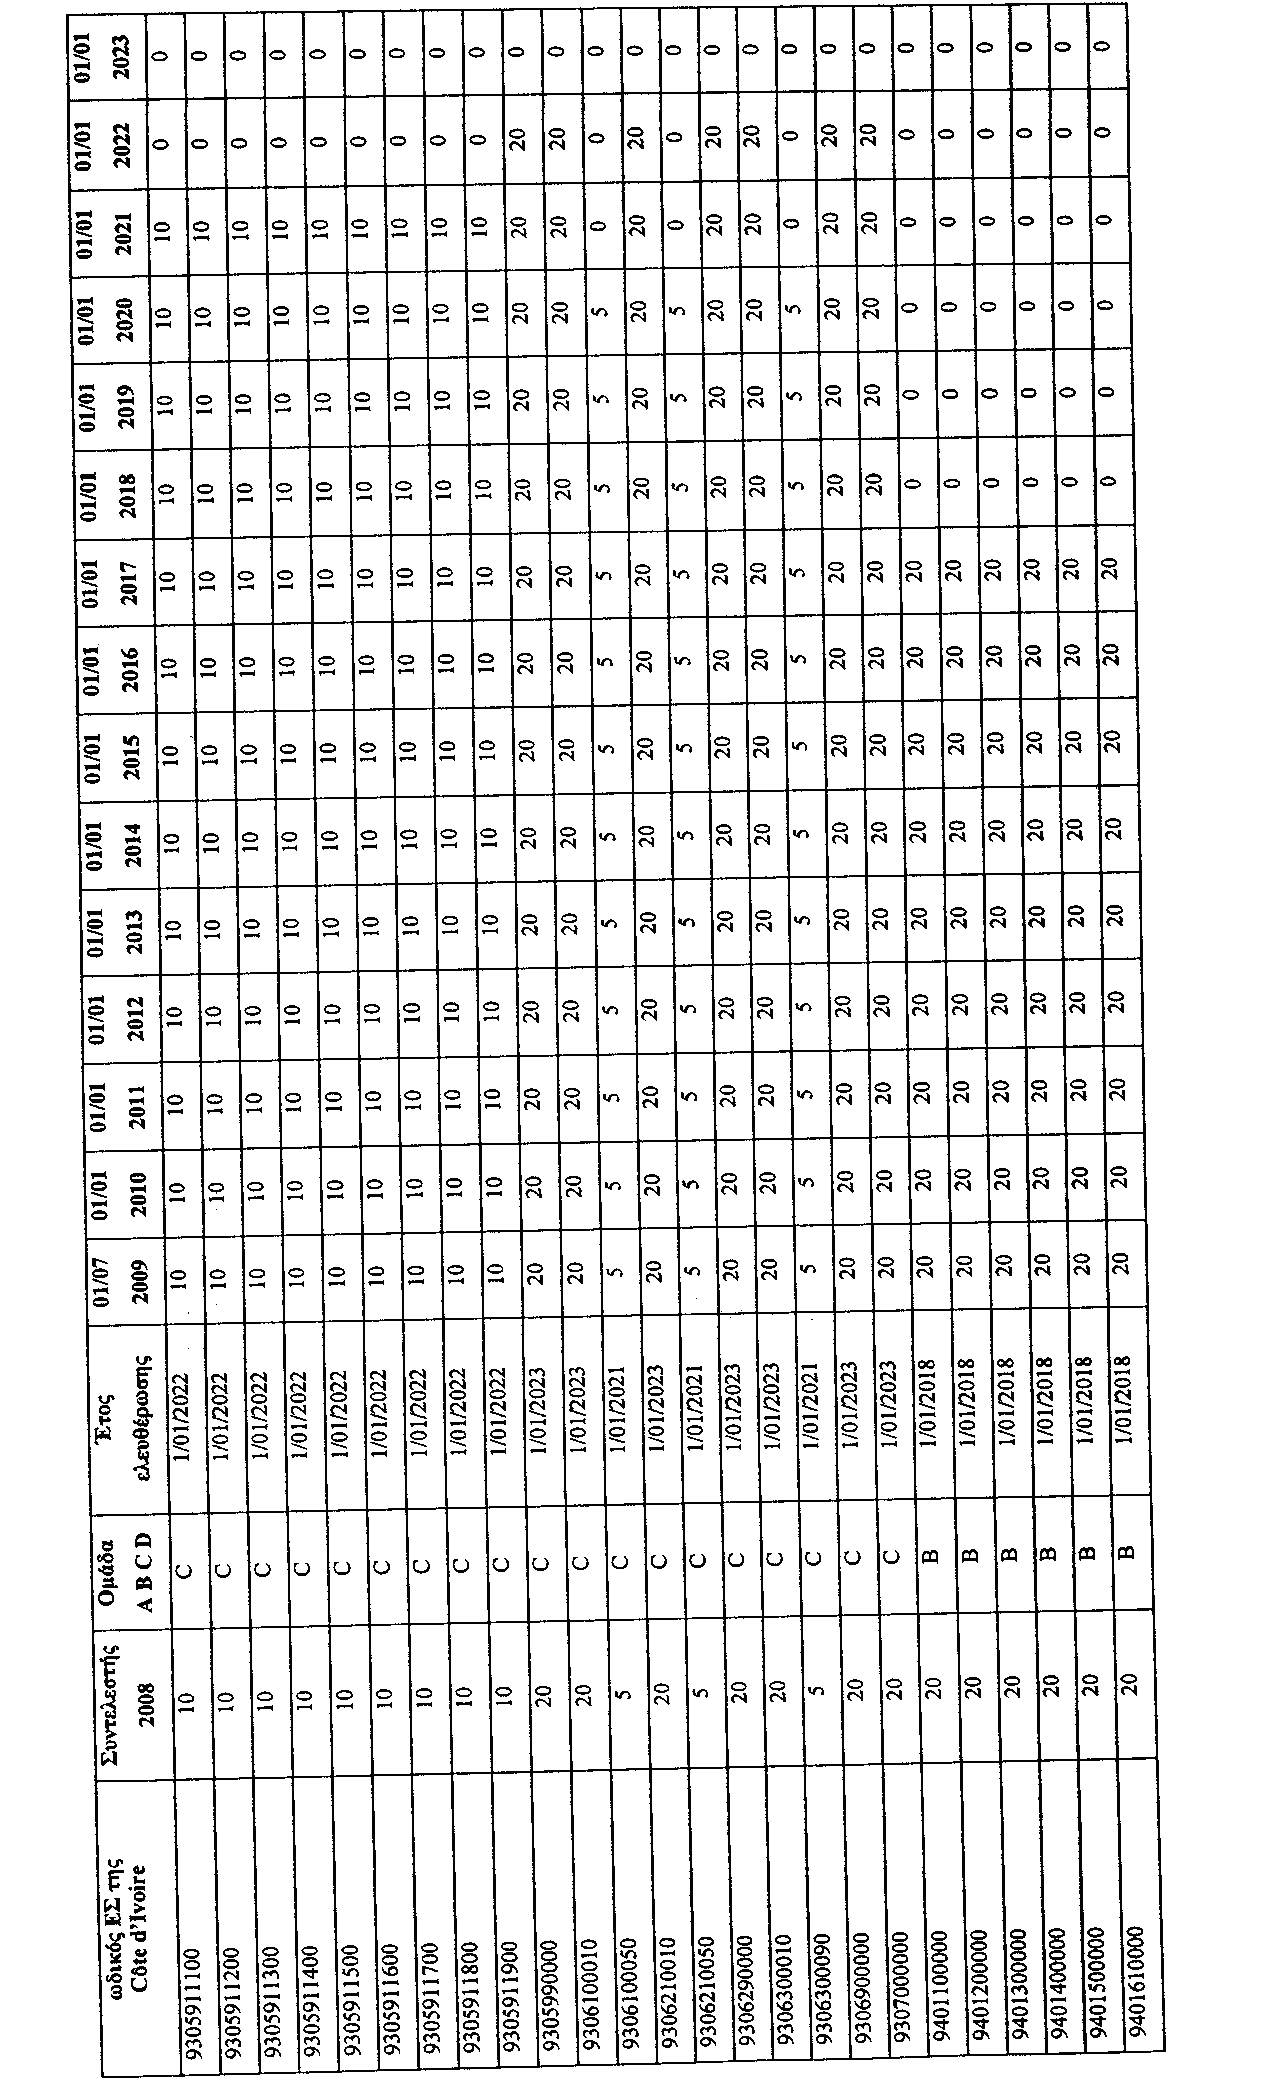 ωδικός ΕΣ της Côte d'Ivoire Συντελεστής 2008 Ομάδα A B C D Έτος ελευθέρωσης 01/07 2009 01/01 2010 01/01 2011 01/01 2012 01/01 2013 01/01 2014 01/01 2015 01/01 2016 01/01 2017 01/01 2018 01/01 2019 01/01 2020 01/01 2021 01/01 2022 01/01 2023
9305911100 10 C 1/01/2022 10 10 10 10 10 10 10 10 10 10 10 10 10 0 0
9305911200 10 C 1/01/2022 10 10 10 10 10 10 10 10 10 10 10 10 10 0 0
9305911300 10 C 1/01/2022 10 10 10 10 10 10 10 10 10 10 10 10 10 0 0
9305911400 10 C 1/01/2022 10 10 10 10 10 10 10 10 10 10 10 10 10 0 0
9305911500 10 C 1/01/2022 10 10 10 10 10 10 10 10 10 10 10 10 10 0 0
9305911600 10 C 1/01/2022 10 10 10 10 10 10 10 10 10 10 10 10 10 0 0
9305911700 10 C 1/01/2022 10 10 10 10 10 10 10 10 10 10 10 10 10 0 0
9305911800 10 C 1/01/2022 10 10 10 10 10 10 10 10 10 10 10 10 10 0 0
9305911900 10 C 1/01/2022 10 10 10 10 10 10 10 10 10 10 10 10 10 0 0
9305990000 20 C 1/01/2023 20 20 20 20 20 20 20 20 20 20 20 20 20 20 0
9306100010 20 C 1/01/2023 20 20 20 20 20 20 20 20 20 20 20 20 20 20 0
9306100050 5 C 1/01/2021 5 5 5 5 5 5 5 5 5 5 5 5 0 0 0
9306210010 20 C 1/01/2023 20 20 20 20 20 20 20 20 20 20 20 20 20 20 0
9306210050 5 C 1/01/2021 5 5 5 5 5 5 5 5 5 5 5 5 0 0 0
9306290000 20 C 1/01/2023 20 20 20 20 20 20 20 20 20 20 20 20 20 20 0
9306300010 20 C 1/01/2023 20 20 20 20 20 20 20 20 20 20 20 20 20 20 0
9306300090 5 C 1/01/2021 5 5 5 5 5 5 5 5 5 5 5 5 0 0 0
9306900000 20 C 1/01/2023 20 20 20 20 20 20 20 20 20 20 20 20 20 20 0
9307000000 20 C 1/01/2023 20 20 20 20 20 20 20 20 20 20 20 20 20 20 0
9401100000 20 B 1/01/2018 20 20 20 20 20 20 20 20 20 0 0 0 0 0 0
9401200000 20 B 1/01/2018 20 20 20 20 20 20 20 20 20 0 0 0 0 0 0
9401300000 20 B 1/01/2018 20 20 20 20 20 20 20 20 20 0 0 0 0 0 0
9401400000 20 B 1/01/2018 20 20 20 20 20 20 20 20 20 0 0 0 0 0 0
9401500000 20 B 1/01/2018 20 20 20 20 20 20 20 20 20 0 0 0 0 0 0
9401610000 20 B 1/01/2018 20 20 20 20 20 20 20 20 20 0 0 0 0 0 0